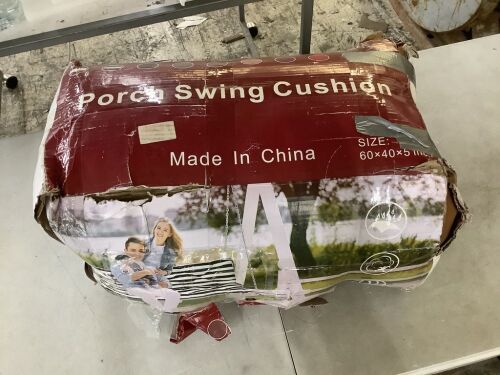 Porch Swing Cushion
Made In China
SIZE:
60×40×5